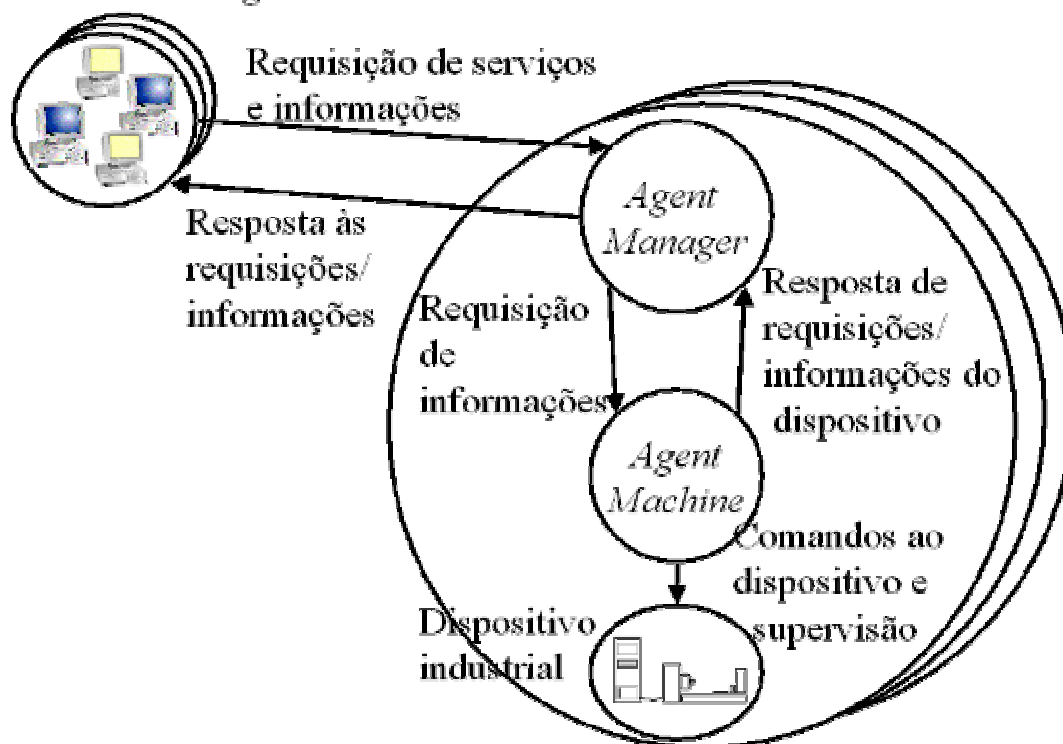 Requisição de serviços
e informações
Resposta às
requisições/
informações
Agent
Manager
Requisição
de
informações
Resposta de
requisições/
informações do
dispositivo
Agent
Machine
Comandos ao
dispositivo e
supervisão
Dispositivo
industrial